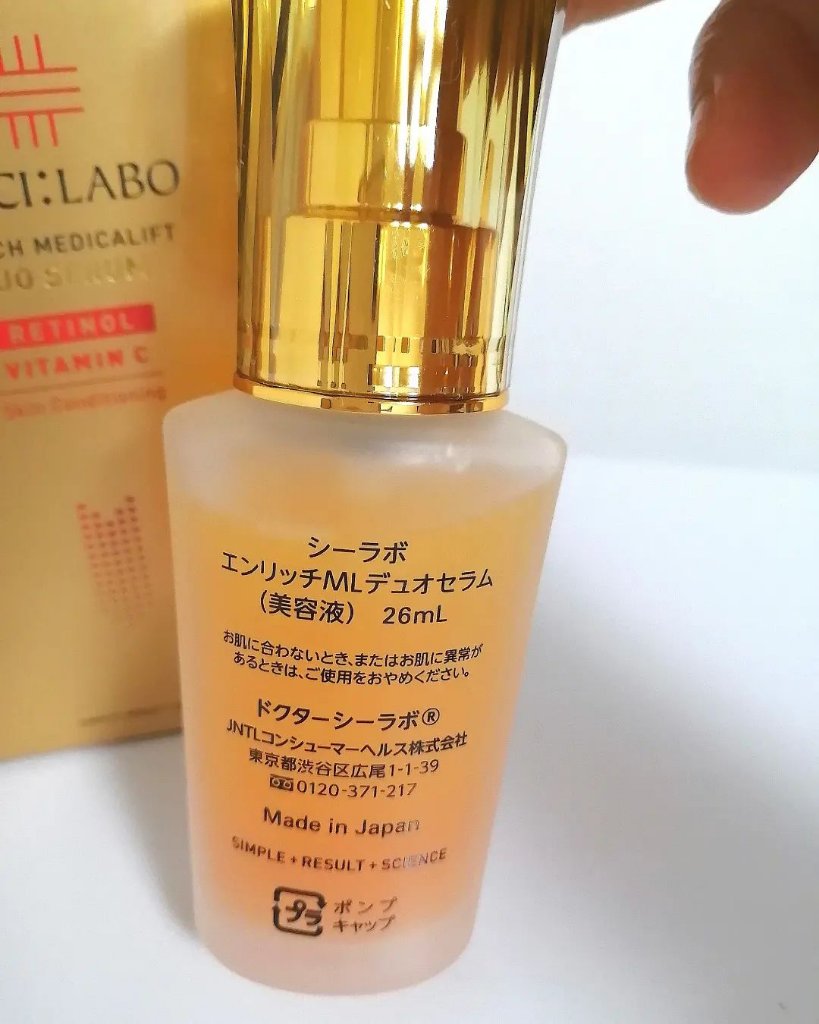 CI:LABO
CH MEDICALIFT
UO SERUM
RETINOL
VITAMIN C
Skin Conditioning
シーラボ
エンリッチMLデュオセラム
(美容液) 26mL
お肌に合わないとき、またはお肌に異常が
あるときは、ご使用をおやめください。
ドクターシーラボ®
JNTLコンシューマーヘルス株式会社
東京都渋谷区広尾1-1-39
0120-371-217
Made in Japan
SIMPLE+RESULT+SCIENCE
プラ
ポンプ
キャップ